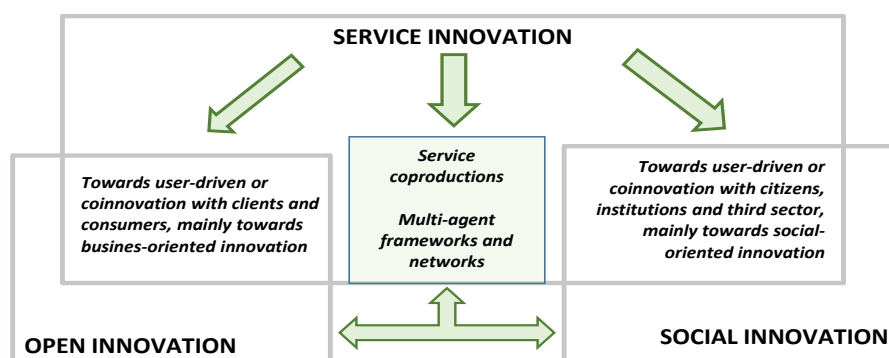 SERVICE INNOVATION
Towards user-driven or
coinnovation with clients and
consumers, mainly towards
busines-oriented innovation
Service
coproductions
Multi-agent
frameworks and
networks
Towards user-driven or
coinnovation with citizens,
institutions and third sector,
mainly towards social-
oriented innovation
OPEN INNOVATION
SOCIAL INNOVATION